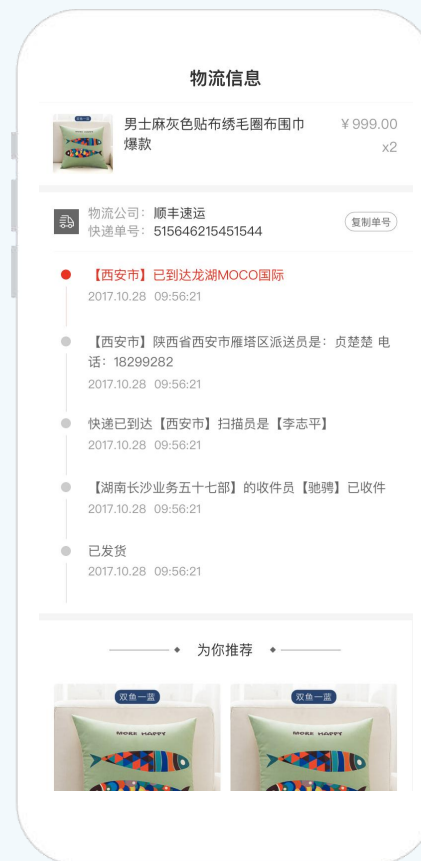 物流信息
双鱼一蓝
MORE HAPPY
男士麻灰色贴布绣毛圈布围巾
爆款
￥999.00
x2
物流公司：顺丰速运
快递单号：515646215451544
复制单号
【西安市】已到达龙湖MOCO国际
2017.10.28 09:56:21
【西安市】陕西省西安市雁塔区派送员是：贞楚楚 电
话：18299282
2017.10.28 09:56:21
快递已到达【西安市】扫描员是【李志平】
2017.10.28 09:56:21
【湖南长沙业务五十七部】的收件员【驰骋】已收件
2017.10.28 09:56:21
已发货
2017.10.28 09:56:21
为你推荐
双鱼一蓝
MORE HAPPY
双鱼一蓝
MORE HAPPY